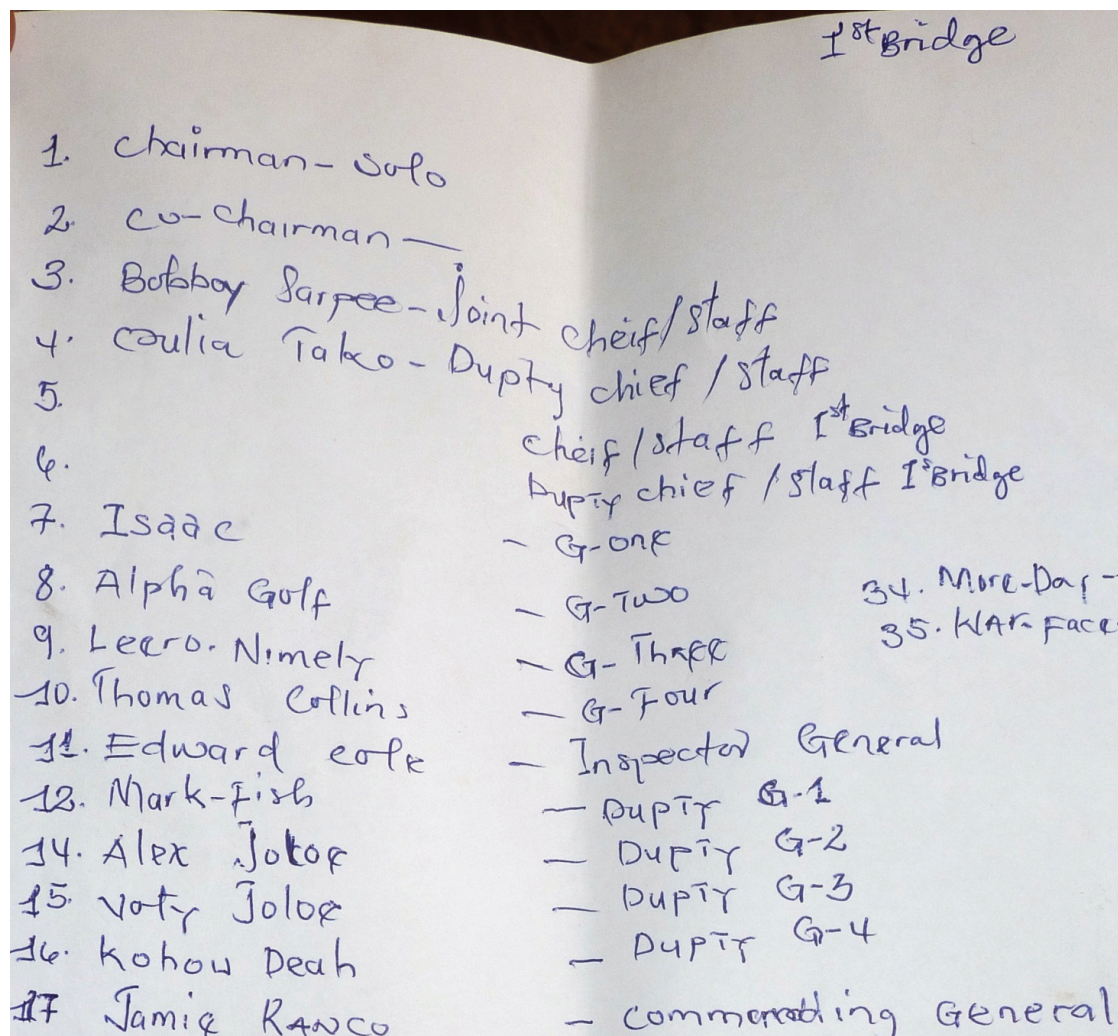 1st Bridge
1. Chairman - Solo
2. Co-Chairman —
3. Bobboy Sarpee - Joint Cheif/Staff
4. Coulia Tako - Dupty chief / Staff
5. Cheif / Staff 1st Bridge
6. Dupty chief / Staff 1st Bridge
7. Isaac - G-one
8. Alpha Golf - G-Two
34. More-Day -
9. Leero. Nimely - G-Three
35. WAR-Face
10. Thomas Collins - G-Four
11. Edward cole - Inspector General
12. Mark-Fish - Dupty G-1
14. Alex Jokoe - Dupty G-2
15. Voty Joloe - Dupty G-3
16. Kohou Deah - Dupty G-4
17 Jamie RANCO - General